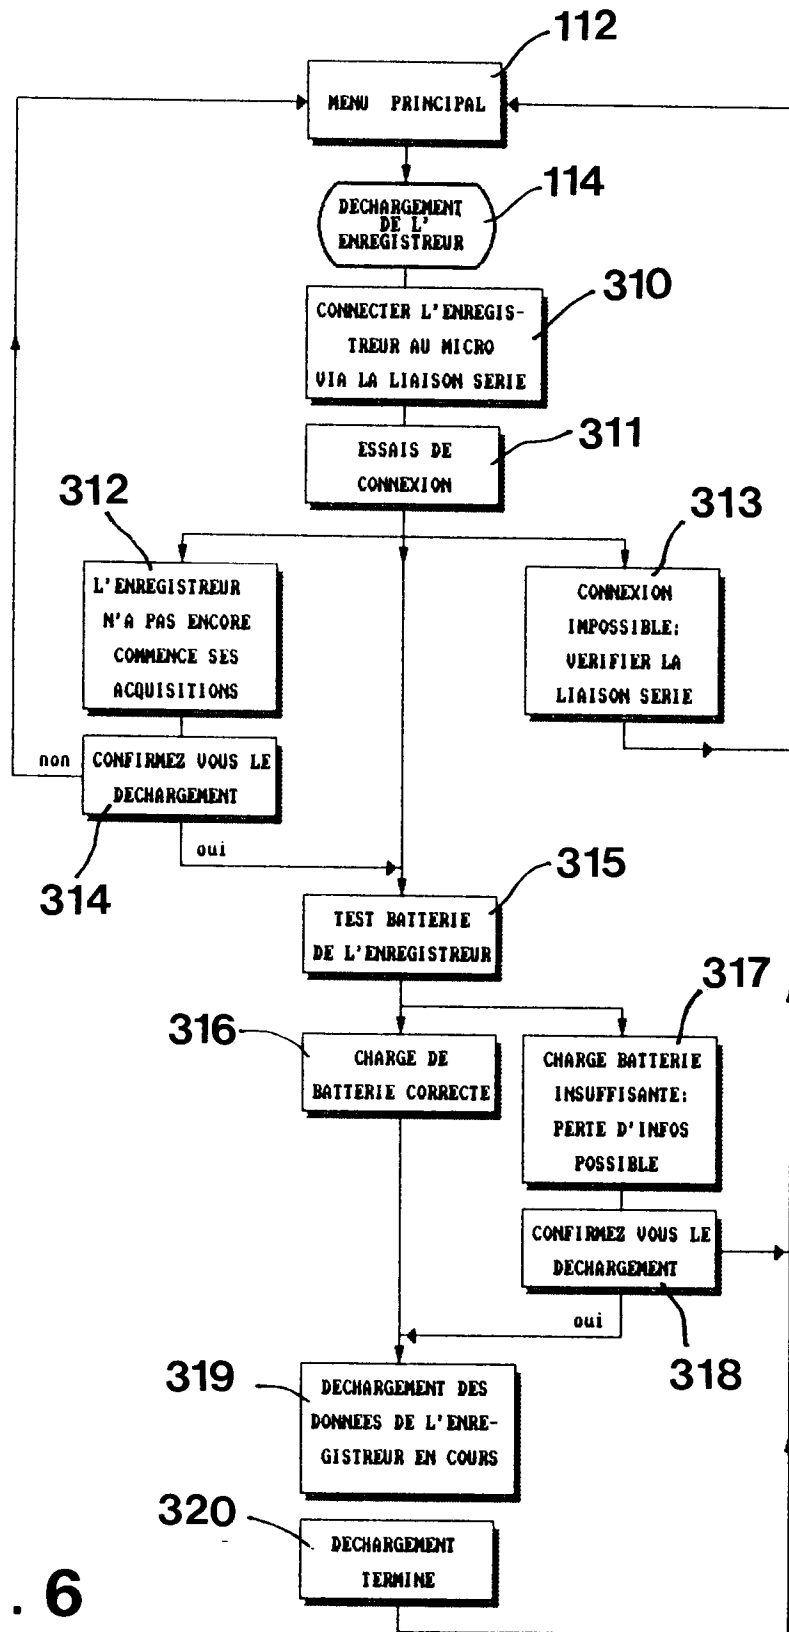 112
MENU PRINCIPAL
114
DECHARGEMENT
DE L'
ENREGISTREUR
310
CONNECTER L'ENREGIS-
TREUR AU MICRO
VIA LA LIAISON SERIE
311
ESSAIS DE
CONNEXION
312
L'ENREGISTREUR
N'A PAS ENCORE
COMMENCE SES
ACQUISITIONS
313
CONNEXION
IMPOSSIBLE:
VERIFIER LA
LIAISON SERIE
non
CONFIRMEZ VOUS LE
DECHARGEMENT
oui
314
315
TEST BATTERIE
DE L'ENREGISTREUR
316
CHARGE DE
BATTERIE CORRECTE
317
CHARGE BATTERIE
INSUFFISANTE:
PERTE D'INFOS
POSSIBLE
CONFIRMEZ VOUS LE
DECHARGEMENT
oui
318
319
DECHARGEMENT DES
DONNEES DE L'ENRE-
GISTREUR EN COURS
320
DECHARGEMENT
TERMINE
. 6